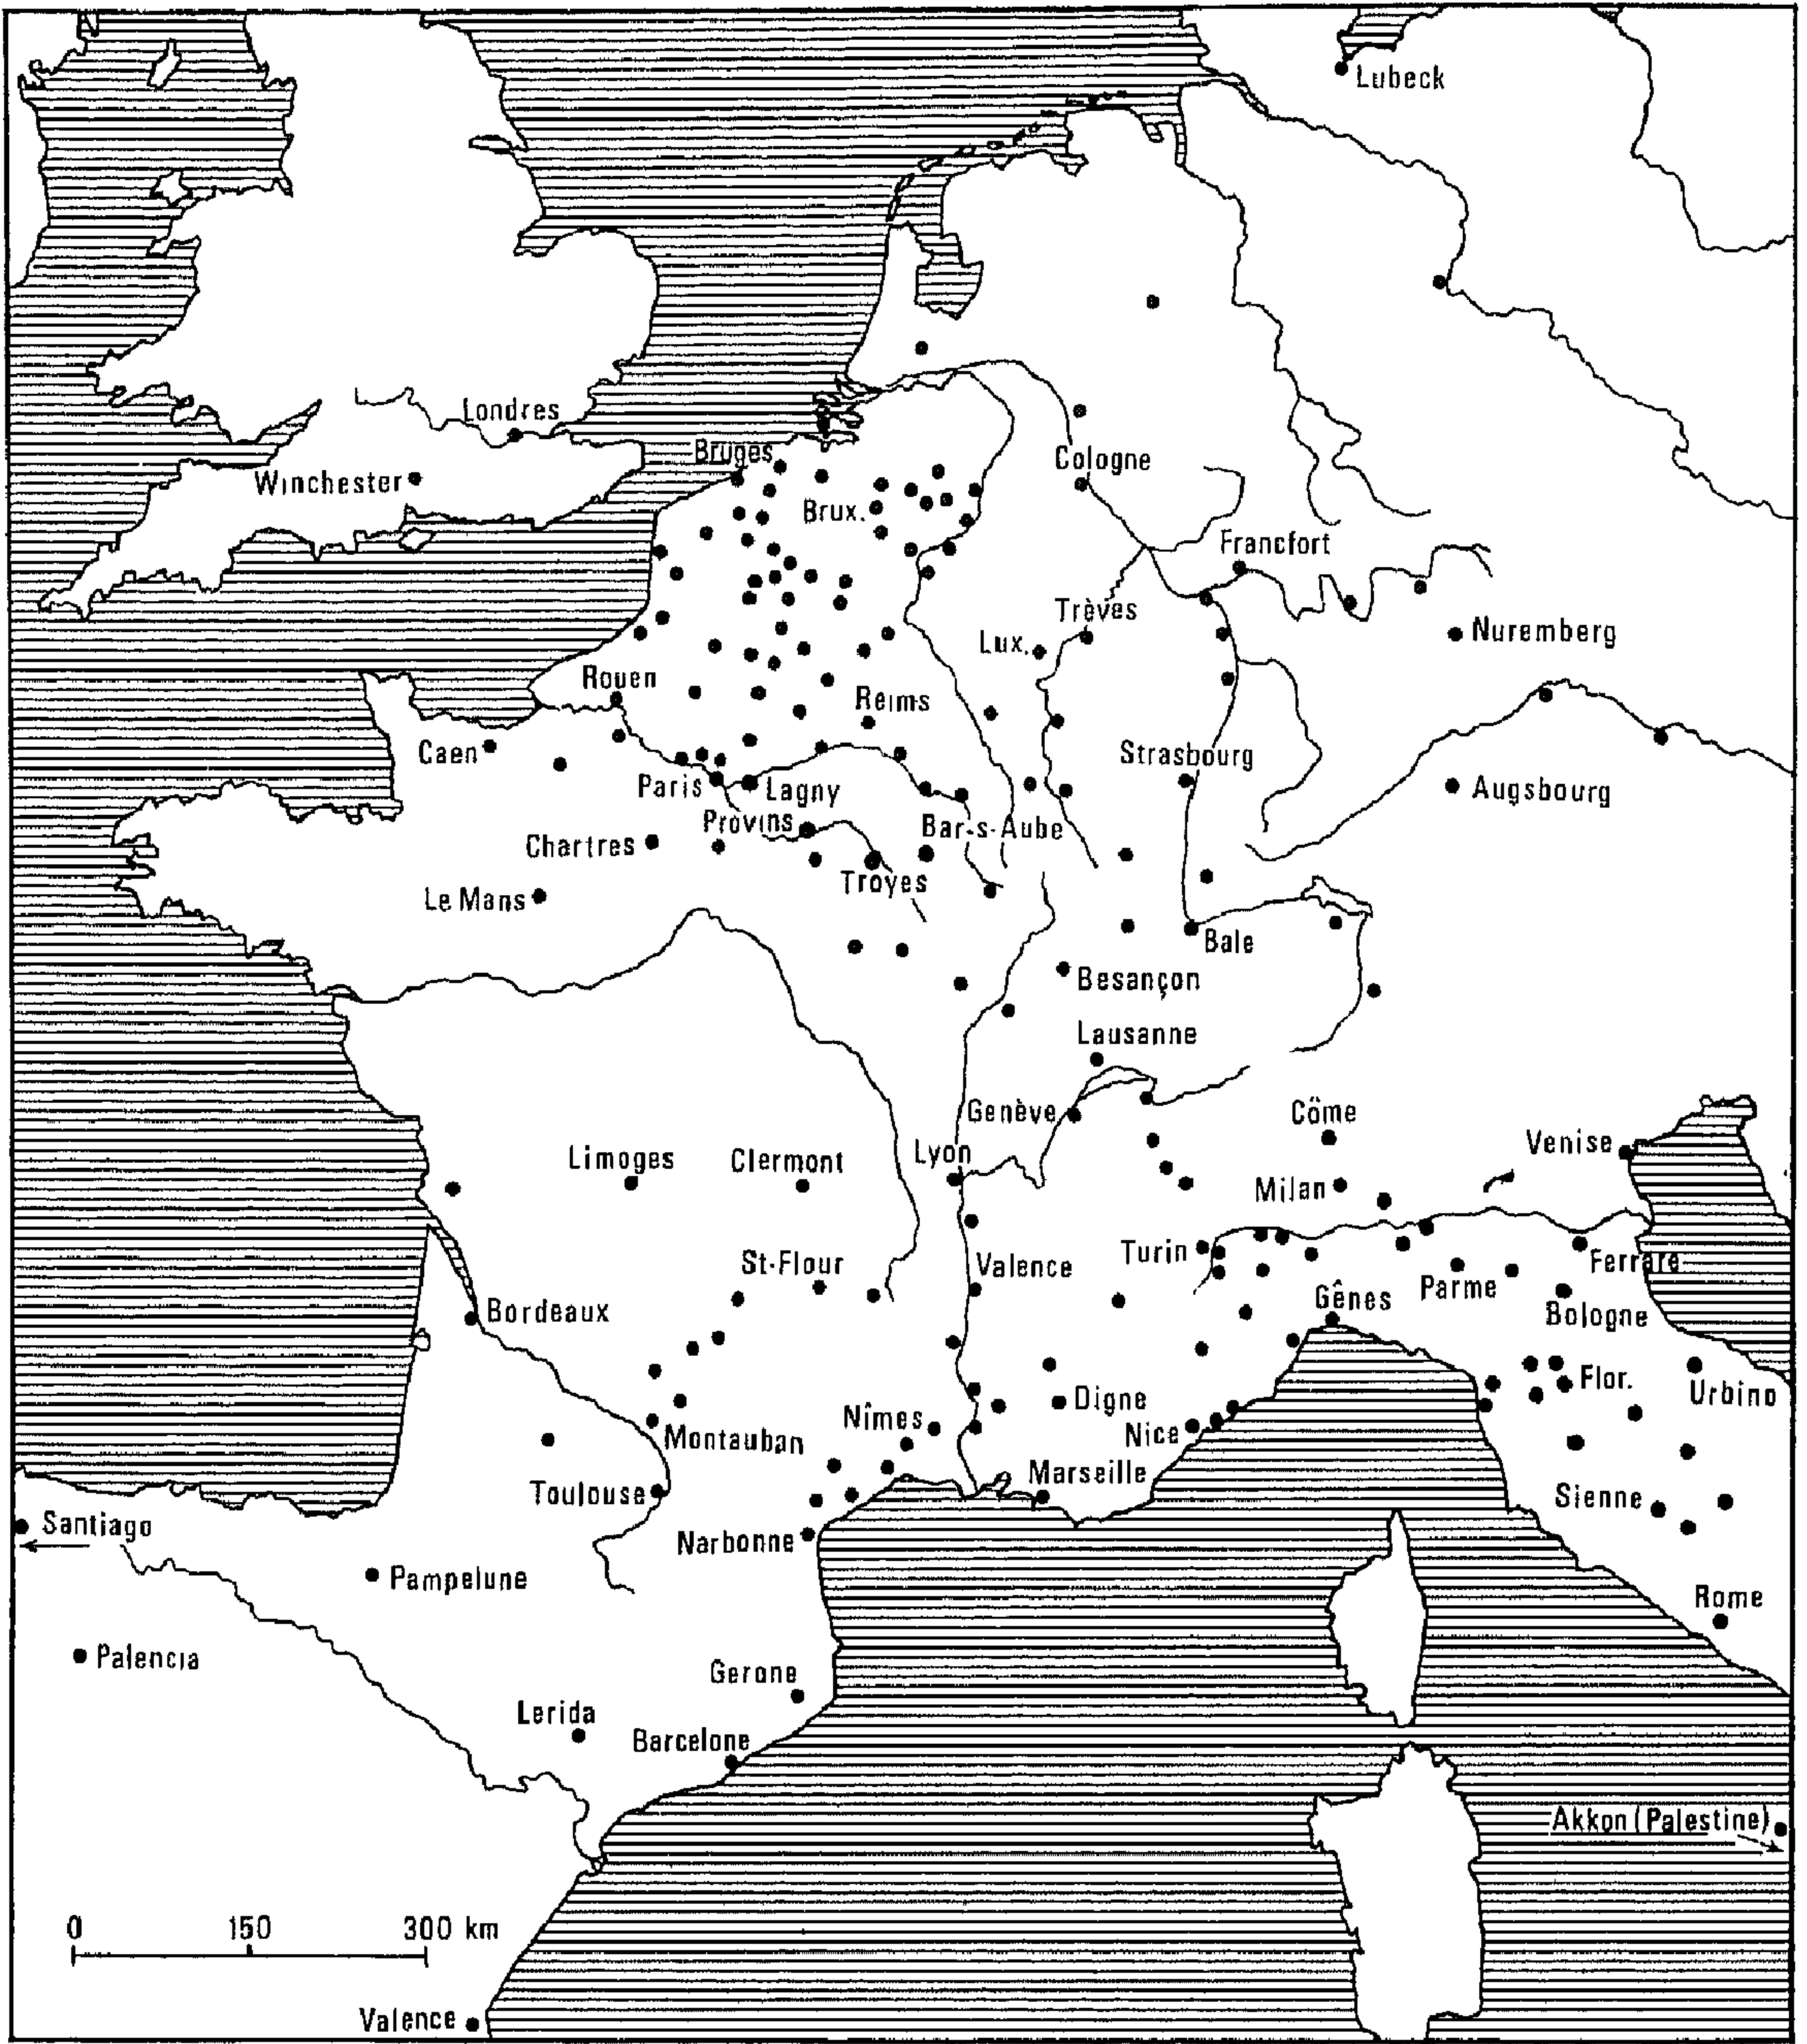 Lubeck
Londres
Bruges
Winchester
Cologne
Brux.
Francfort
Trèves
Lux.
Nuremberg
Rouen
Reims
Caen
Strasbourg
Paris
Lagny
Augsbourg
Provins
Bar-s-Aube
Chartres
Troyes
Le Mans
Bale
Besançon
Lausanne
Genève
Côme
Venise
Limoges
Clermont
Lyon
Milan
St-Flour
Valence
Turin
Ferrare
Parme
Gênes
Bordeaux
Bologne
Flor.
Urbino
Digne
Nîmes
Nice
Montauban
Marseille
Toulouse
Sienne
Santiago
Narbonne
Pampelune
Rome
Palencia
Gerone
Lerida
Barcelone
Akkon (Palestine)
0 150 300 km
Valence